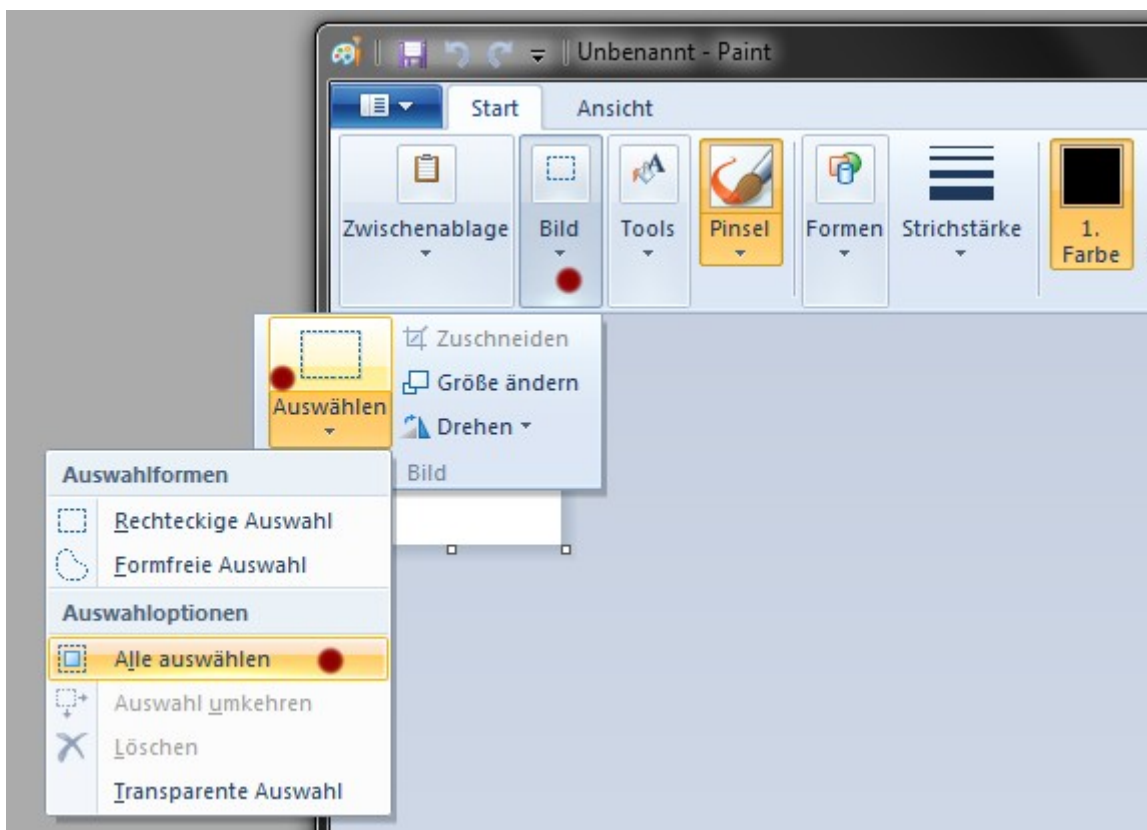 Unbenannt - Paint
Start Ansicht
Zwischenablage Bild Tools Pinsel Formen Strichstärke 1. Farbe
Auswählen
Zuschneiden
Größe ändern
Drehen
Bild
Auswahlformen
Rechteckige Auswahl
Formfreie Auswahl
Auswahloptionen
Alle auswählen
Auswahl umkehren
Löschen
Transparente Auswahl